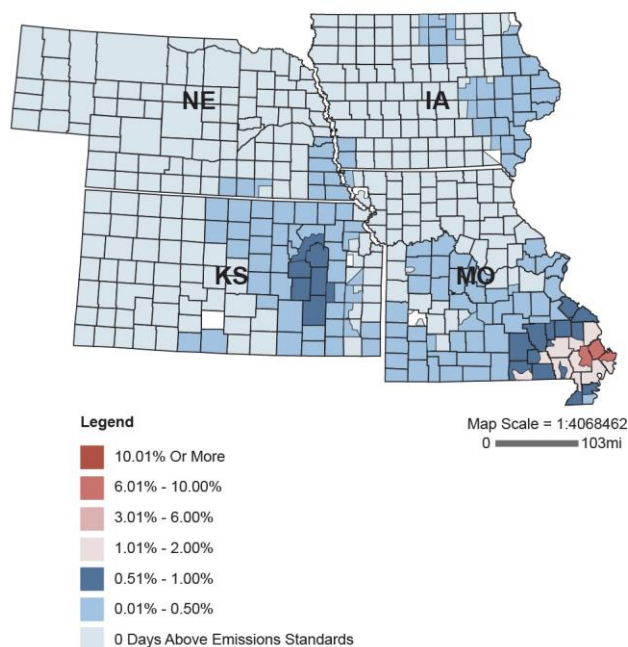 NE
IA
KS
MO
Legend
10.01% Or More
6.01% - 10.00%
3.01% - 6.00%
1.01% - 2.00%
0.51% - 1.00%
0.01% - 0.50%
0 Days Above Emissions Standards
Map Scale = 1:4068462
0 103mi